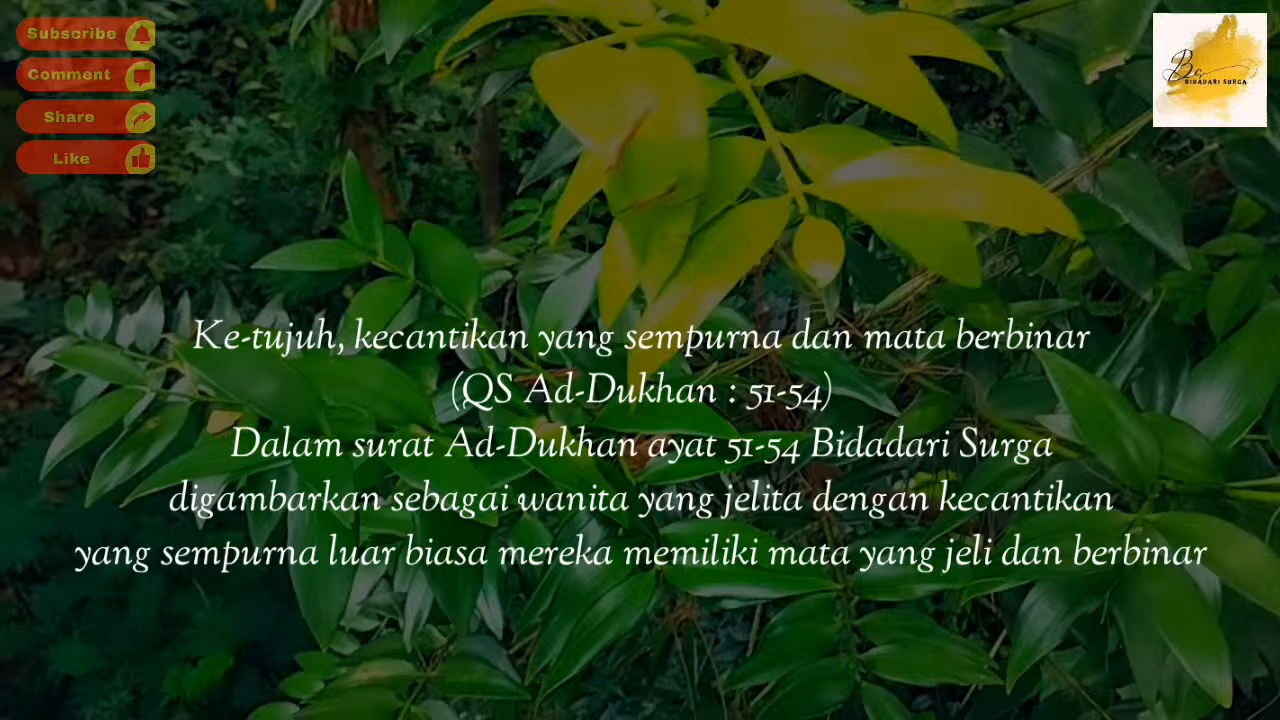 Subscribe
Comment
Share
Like
BIDADARI SURGA
Ke-tujuh, kecantikan yang sempurna dan mata berbinar
(QS Ad-Dukhan : 51-54)
Dalam surat Ad-Dukhan ayat 51-54 Bidadari Surga
digambarkan sebagai wanita yang jelita dengan kecantikan
yang sempurna luar biasa mereka memiliki mata yang jeli dan berbinar